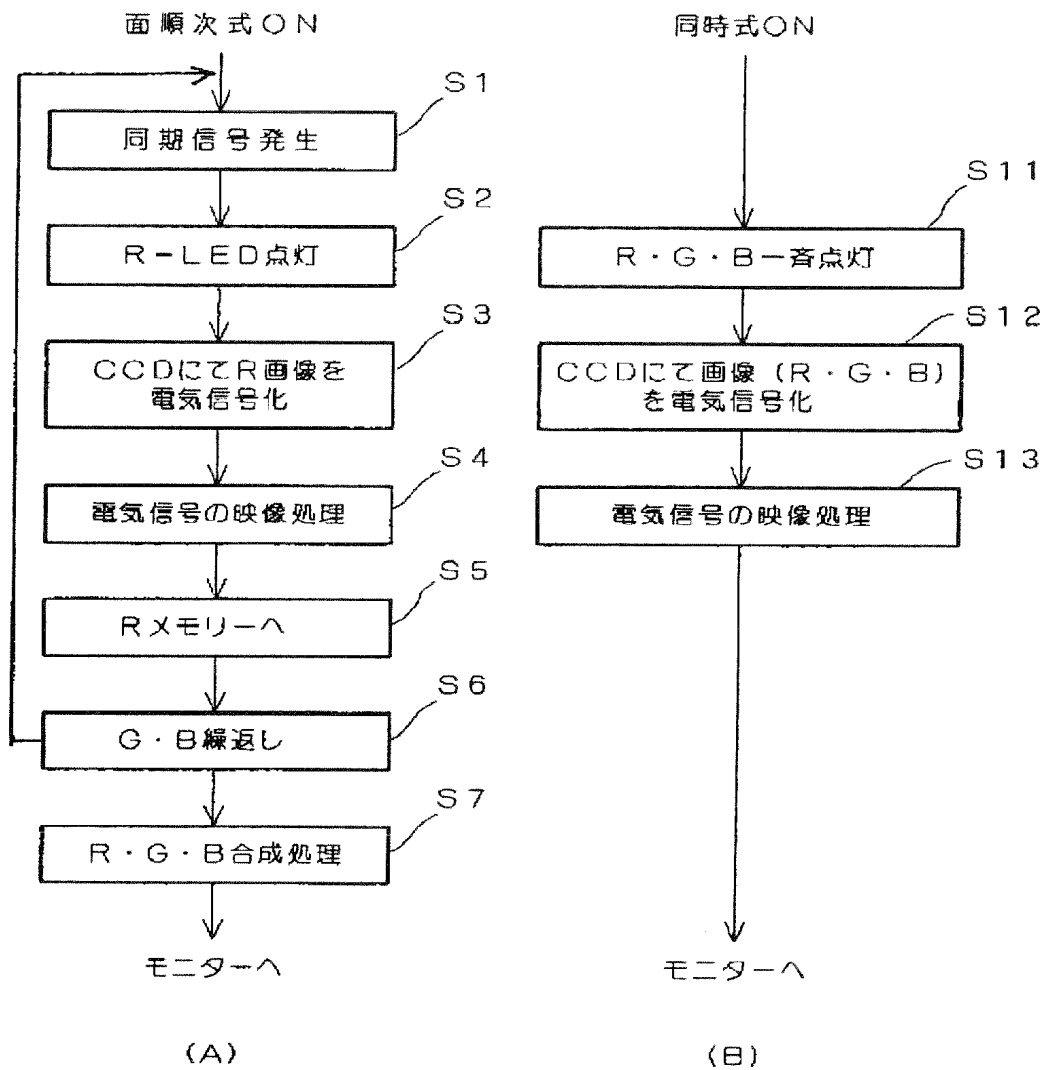 面順次式ON
S1
同期信号発生
S2
R-LED点灯
S3
CCDにてR画像を
電気信号化
S4
電気信号の映像処理
S5
Rメモリーへ
S6
G・B繰返し
S7
R・G・B合成処理
モニターへ
(A)
同時式ON
S11
R・G・B一斉点灯
S12
CCDにて画像(R・G・B)
を電気信号化
S13
電気信号の映像処理
モニターへ
(B)